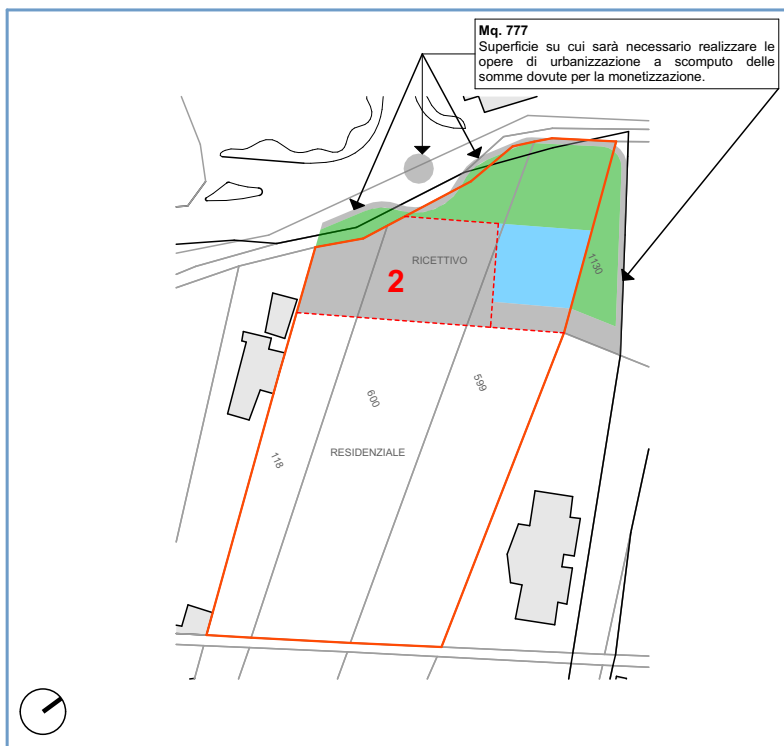 Mq. 777
Superficie su cui sarà necessario realizzare le
opere di urbanizzazione a scomputo delle
somme dovute per la monetizzazione.
RICETTIVO
1130
2
599
600
RESIDENZIALE
118